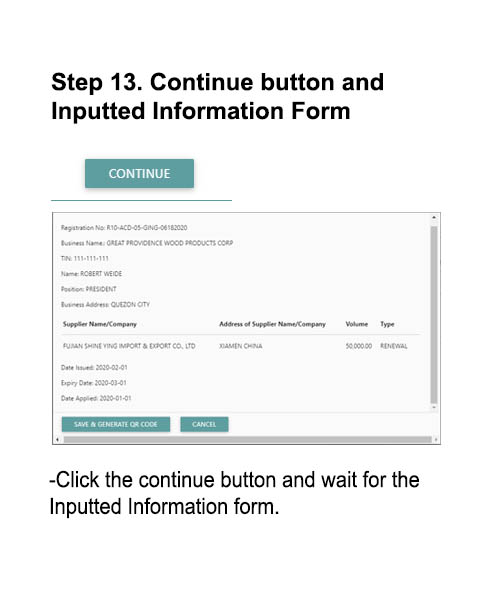 Step 13. Continue button and
Inputted Information Form
CONTINUE
Registration No: R10-ACD-05-GING-06182020
Business Name: GREAT PROVIDENCE WOOD PRODUCTS CORP
TIN: 111-111-111
Name: ROBERT WEIDE
Position: PRESIDENT
Business Address: QUEZON CITY
Supplier Name/Company Address of Supplier Name/Company Volume Type
FUJIAN SHINE YING IMPORT & EXPORT CO., LTD XIAMEN CHINA 50,000.00 RENEWAL
Date Issued: 2020-02-01
Expiry Date: 2020-03-01
Date Applied: 2020-01-01
SAVE & GENERATE QR CODE CANCEL
-Click the continue button and wait for the
Inputted Information form.